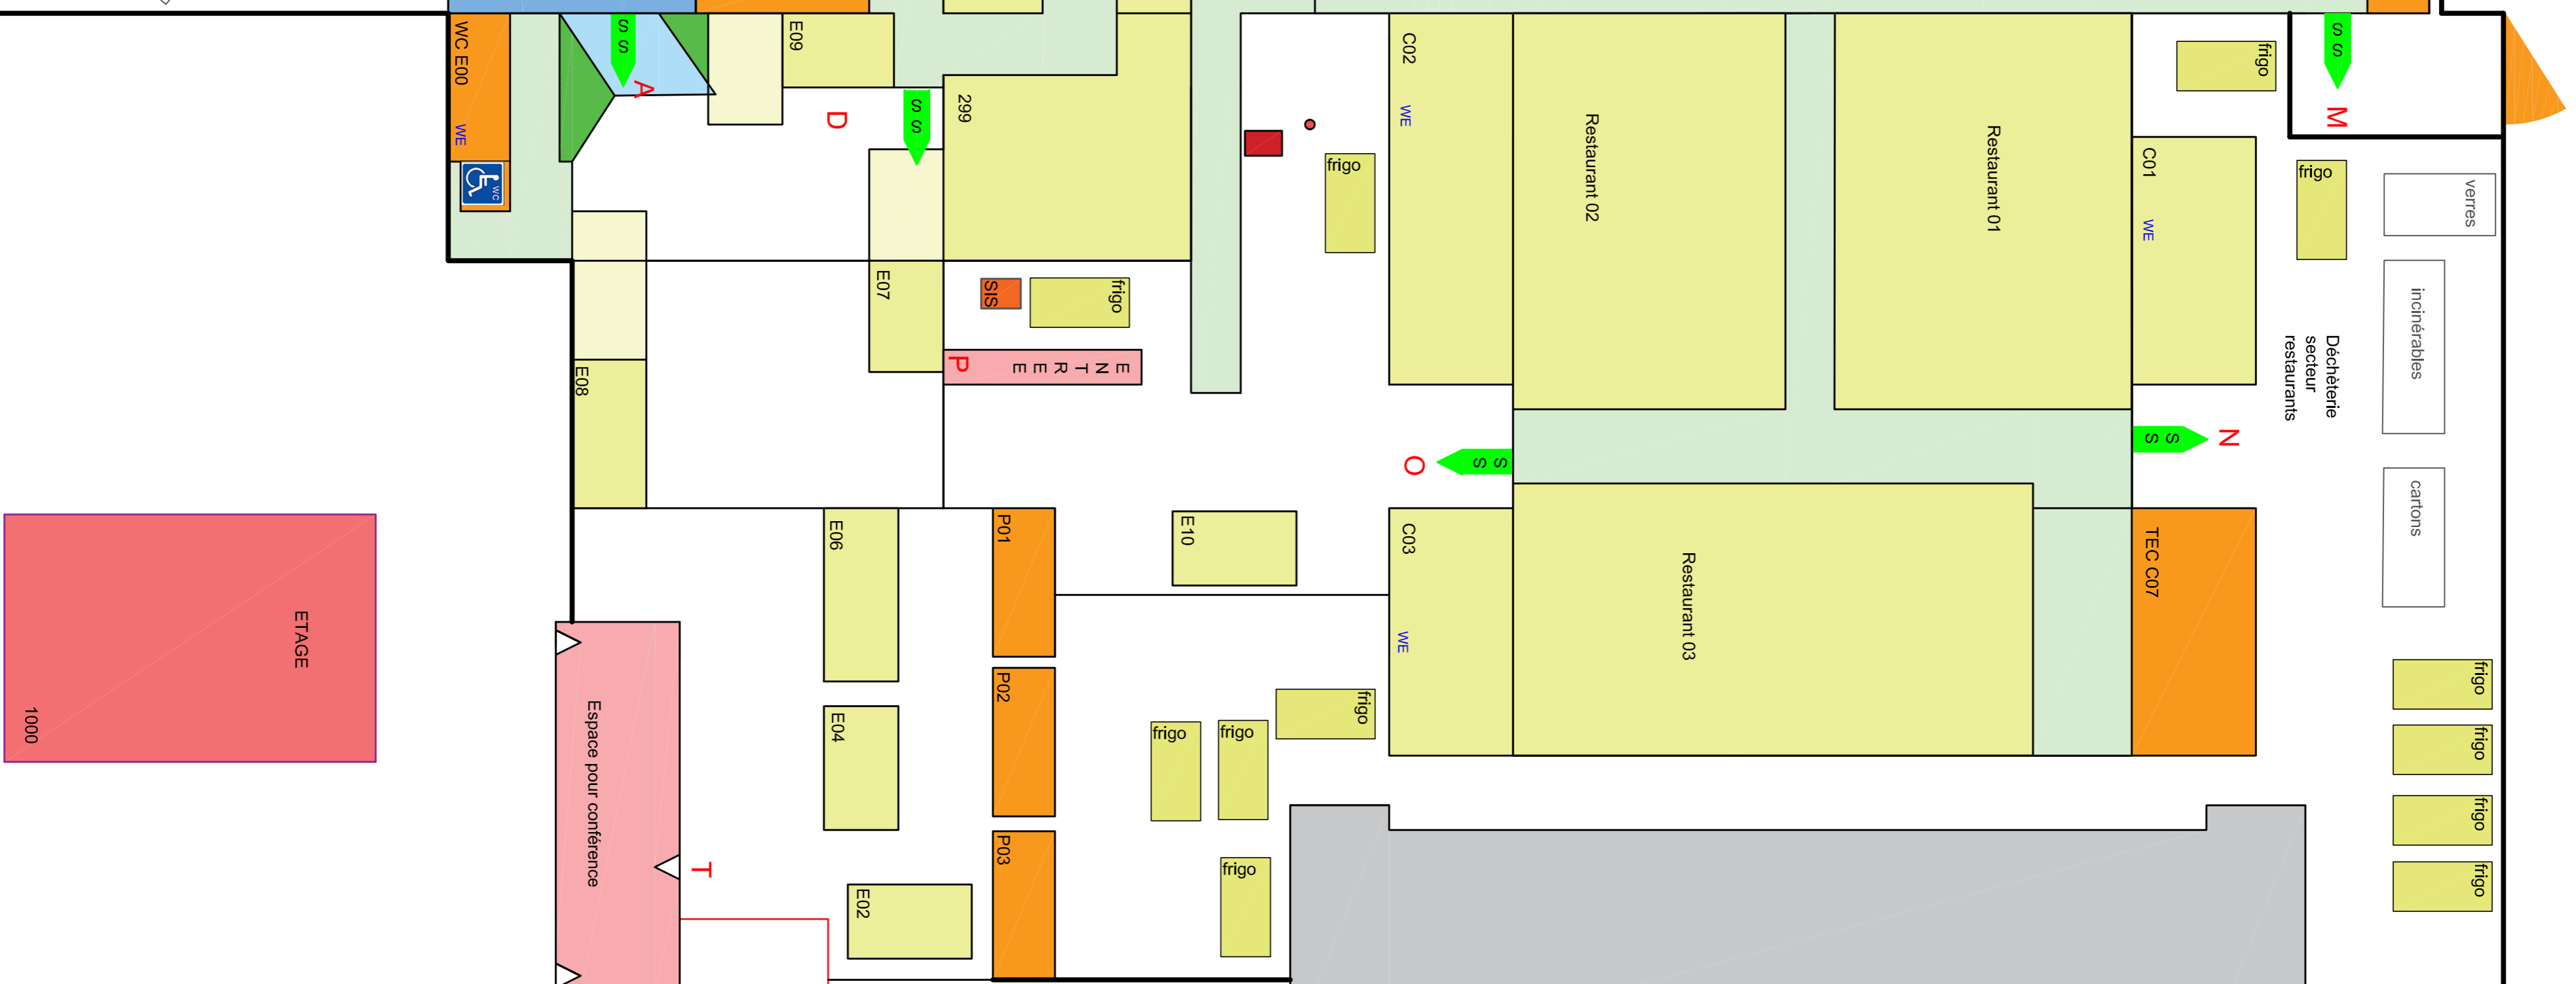 WC E00
WE
WC
S S
A
E09
D
S S
299
C02
WE
Restaurant 02
Restaurant 01
frigo
S S
M
C01
WE
frigo
verres
frigo
incinérables
Déchèterie
secteur
restaurants
E07
SIS
frigo
P
ENTREE
E08
O
S S
S S
N
cartons
E06
P01
E10
C03
WE
Restaurant 03
TEC C07
ETAGE
1000
Espace pour conférence
P02
E04
frigo
frigo
frigo
frigo
frigo
frigo
frigo
T
P03
E02
frigo